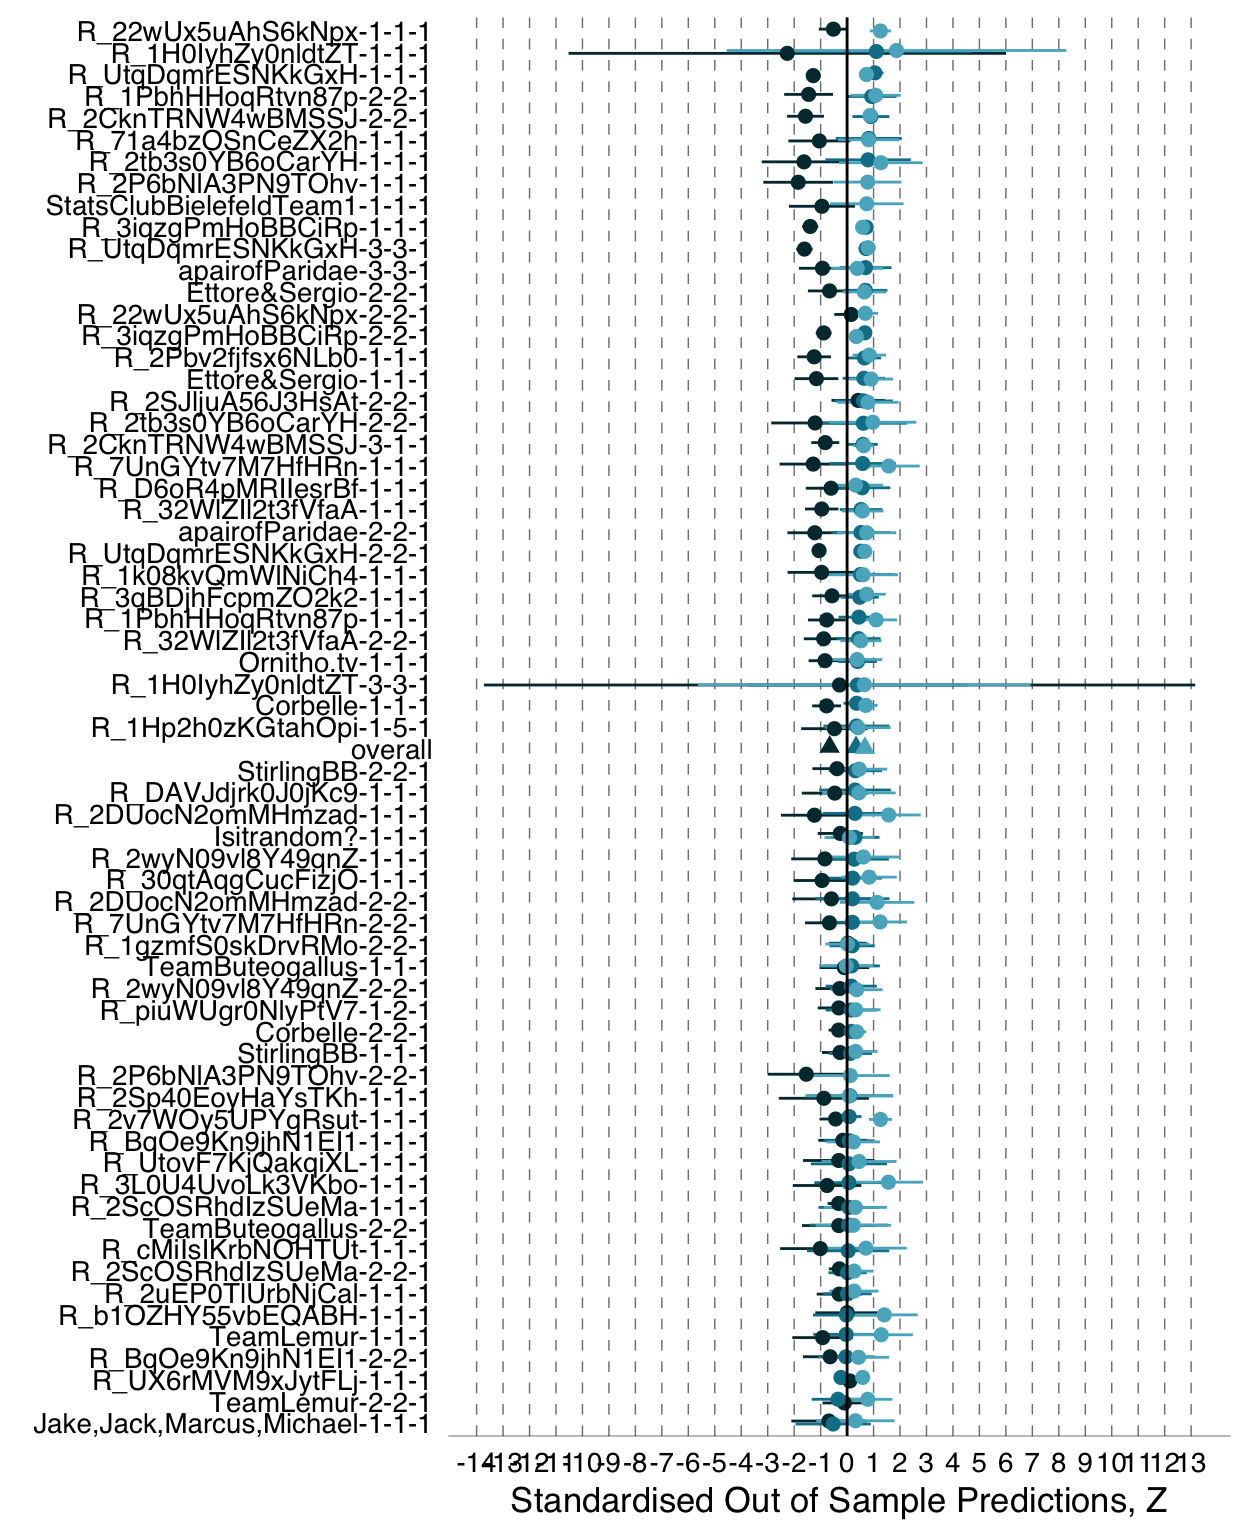 R_22wUx5uAhS6kNpx-1-1-1
R_1H0IyhZy0nldtZT-1-1-1
R_UtqDqmrESNKkGxH-1-1-1
R_1PbhHHoqRtvn87p-2-2-1
R_2CknTRNW4wBMSSJ-2-2-1
R_71a4bzOSnCeZX2h-1-1-1
R_2tb3s0YB6oCarYH-1-1-1
R_2P6bNIA3PN9TOhv-1-1-1
StatsClubBielefeldTeam1-1-1-1
R_3iqzgPmHoBBCiRp-1-1-1
R_UtqDqmrESNKkGxH-3-3-1
apairofParidae-3-3-1
Ettore&Sergio-2-2-1
R_22wUx5uAhS6kNpx-2-2-1
R_3iqzgPmHoBBCiRp-2-2-1
R_2Pbv2fjfsx6NLb0-1-1-1
Ettore&Sergio-1-1-1
R_2SJljuA56J3HsAt-2-2-1
R_2tb3s0YB6oCarYH-2-2-1
R_2CknTRNW4wBMSSJ-3-1-1
R_7UnGYtv7M7HfHRn-1-1-1
R_D6oR4pMRIIesrBf-1-1-1
R_32WlZIl2t3fVfaA-1-1-1
apairofParidae-2-2-1
R_UtqDqmrESNKkGxH-2-2-1
R_1k08kvQmWlNiCh4-1-1-1
R_3qBDihFcpmZO2k2-1-1-1
R_1PbhHHoqRtvn87p-1-1-1
R_32WlZIl2t3fVfaA-2-2-1
Ornitho.tv-1-1-1
R_1H0IyhZy0nldtZT-3-3-1
Corbelle-1-1-1
R_1Hp2h0zKGtahOpi-1-5-1
overall
StirlingBB-2-2-1
R_DAVJdjrk0J0jKc9-1-1-1
R_2DUocN2omMHmzad-1-1-1
Isitrandom?-1-1-1
R_2wyN09vl8Y49qnZ-1-1-1
R_30qtAqgCucFizjO-1-1-1
R_2DUocN2omMHmzad-2-2-1
R_7UnGYtv7M7HfHRn-2-2-1
R_1gzmfS0skDrvRMo-2-2-1
TeamButeogallus-1-1-1
R_2wyN09vl8Y49qnZ-2-2-1
R_piuWUgr0NlyPtV7-1-2-1
Corbelle-2-2-1
StirlingBB-1-1-1
R_2P6bNIA3PN9TOhv-2-2-1
R_2Sp40EovHaYsTKh-1-1-1
R_2v7WOy5UPYgRsut-1-1-1
R_BqOe9Kn9jhN1EI1-1-1-1
R_UtovF7KjQakqiXL-1-1-1
R_3L0U4UvoLk3VKbo-1-1-1
R_2ScOSRhdIzSUeMa-1-1-1
TeamButeogallus-2-2-1
R_cMiIsIKrbNOHTUt-1-1-1
R_2ScOSRhdIzSUeMa-2-2-1
R_2uEP0TlUrbNjCal-1-1-1
R_b1OZHY55vbEQABH-1-1-1
TeamLemur-1-1-1
R_BqOe9Kn9jhN1EI1-2-2-1
R_UX6rMVM9xJytFLj-1-1-1
TeamLemur-2-2-1
Jake,Jack,Marcus,Michael-1-1-1
-14 -13 -12 -11 -10 -9 -8 -7 -6 -5 -4 -3 -2 -1 0 1 2 3 4 5 6 7 8 9 10 11 12 13
Standardised Out of Sample Predictions, Z